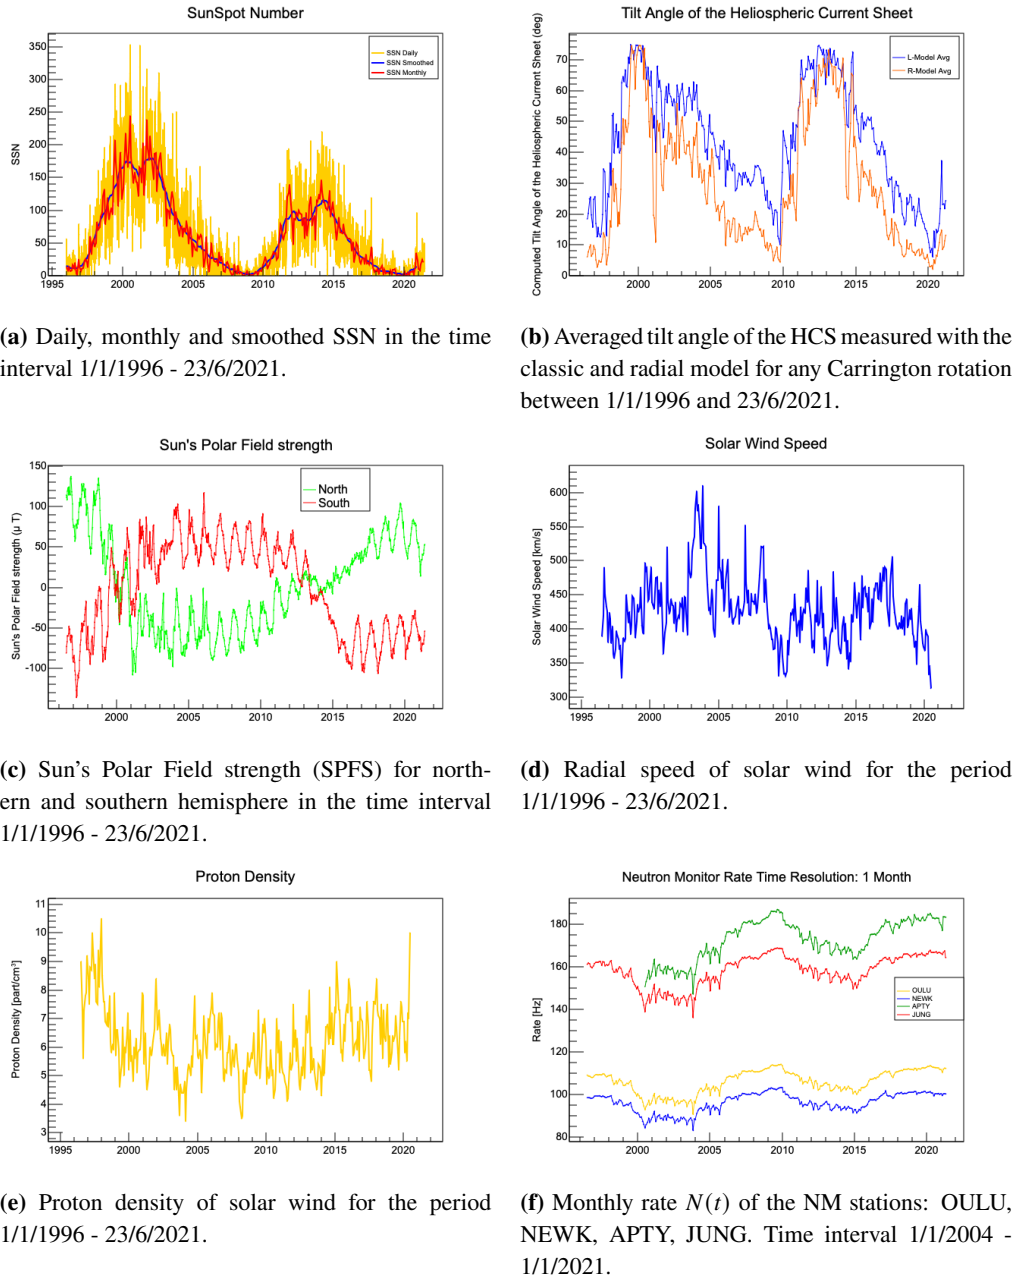 SunSpot Number
SSN
350
300
250
200
150
100
50
0
SSN Daily
SSN Smoothed
SSN Monthly
1995 2000 2005 2010 2015 2020
Tilt Angle of the Heliospheric Current Sheet
Computed Tilt Angle of the Heliospheric Current Sheet (deg)
70
60
50
40
30
20
10
0
L-Model Avg
R-Model Avg
2000 2005 2010 2015 2020
(a) Daily, monthly and smoothed SSN in the time
interval 1/1/1996 - 23/6/2021.
(b) Averaged tilt angle of the HCS measured with the
classic and radial model for any Carrington rotation
between 1/1/1996 and 23/6/2021.
Sun's Polar Field strength
Sun's Polar Field strength (μ T)
150
100
50
0
-50
-100
North
South
2000 2005 2010 2015 2020
Solar Wind Speed
Solar Wind Speed [km/s]
600
550
500
450
400
350
300
1995 2000 2005 2010 2015 2020
(c) Sun's Polar Field strength (SPFS) for north-
ern and southern hemisphere in the time interval
1/1/1996 - 23/6/2021.
(d) Radial speed of solar wind for the period
1/1/1996 - 23/6/2021.
Proton Density
Proton Density [part/cm³]
11
10
9
8
7
6
5
4
3
1995 2000 2005 2010 2015 2020
Neutron Monitor Rate Time Resolution: 1 Month
Rate [Hz]
180
160
140
120
100
80
OULU
NEWK
APTY
JUNG
2000 2005 2010 2015 2020
(e) Proton density of solar wind for the period
1/1/1996 - 23/6/2021.
(f) Monthly rate N(t) of the NM stations: OULU,
NEWK, APTY, JUNG. Time interval 1/1/2004 -
1/1/2021.